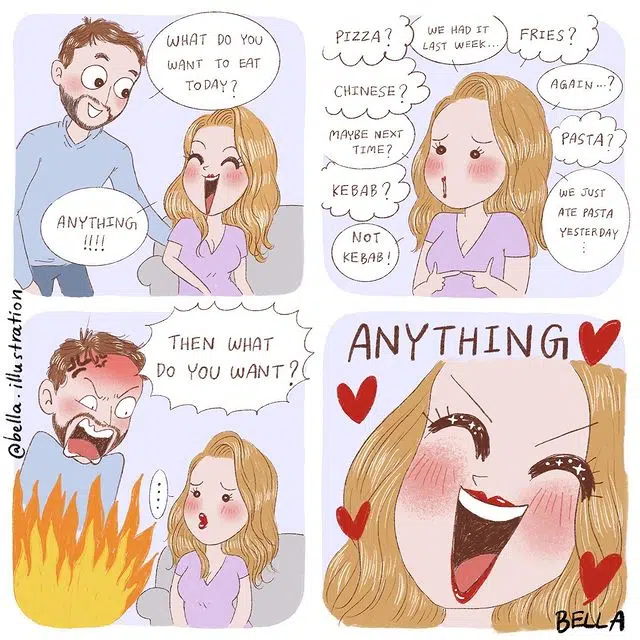 WHAT DO YOU
WANT TO EAT
TODAY?
ANYTHING
!!!!
PIZZA?
WE HAD IT
LAST WEEK...
FRIES?
AGAIN...?
CHINESE?
MAYBE NEXT
TIME?
PASTA?
WE JUST
ATE PASTA
YESTERDAY
...
KEBAB?
NOT
KEBAB!
THEN WHAT
DO YOU WANT?
....
ANYTHING
@bella.illustration
BELLA